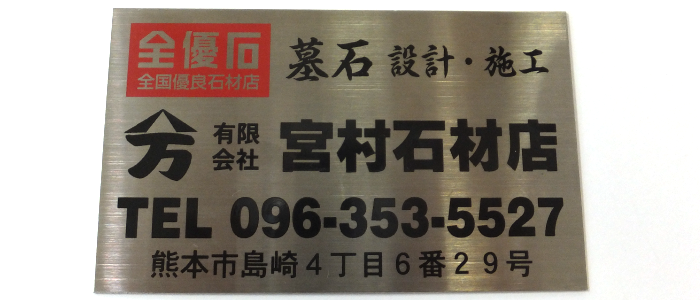 全優石
全国優良石材店
墓石 設計・施工
万 有限会社 宮村石材店
TEL 096-353-5527
熊本市島崎4丁目6番29号